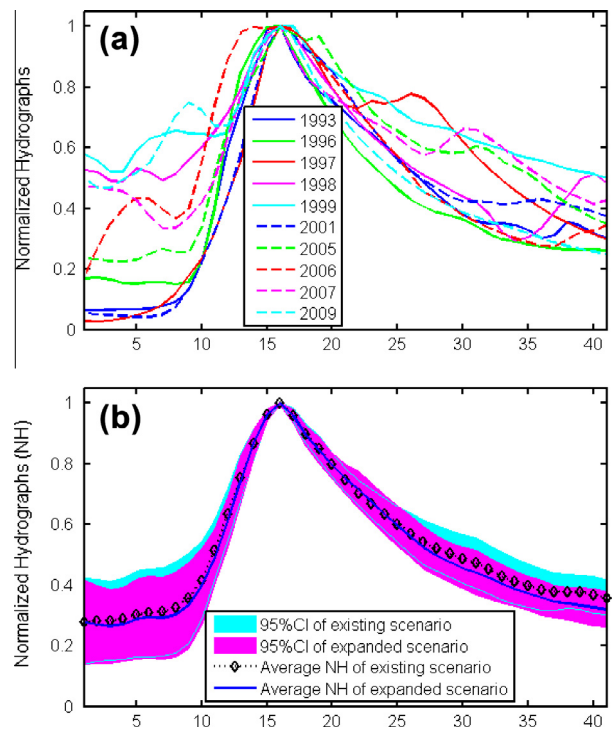 (a)
Normalized Hydrographs
1
0.8
0.6
0.4
0.2
0
1993
1996
1997
1998
1999
2001
2005
2006
2007
2009
5 10 15 20 25 30 35 40
(b)
Normalized Hydrographs (NH)
1
0.8
0.6
0.4
0.2
0
95%CI of existing scenario
95%CI of expanded scenario
Average NH of existing scenario
Average NH of expanded scenario
5 10 15 20 25 30 35 40